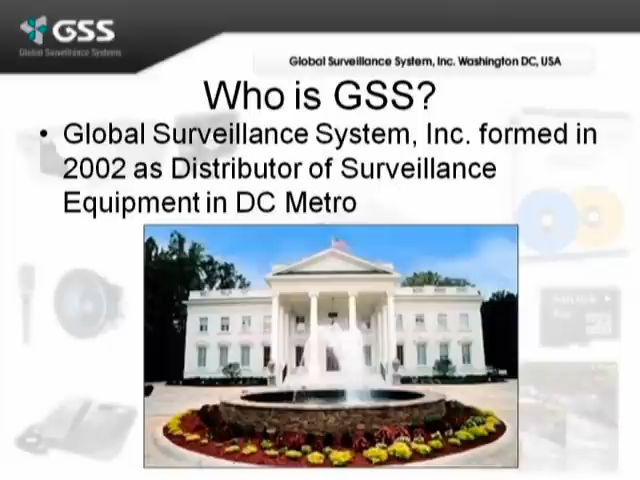 GSS
Global Surveillance Systems
Global Surveillance System, Inc. Washington DC, USA
Who is GSS?
• Global Surveillance System, Inc. formed in
2002 as Distributor of Surveillance
Equipment in DC Metro